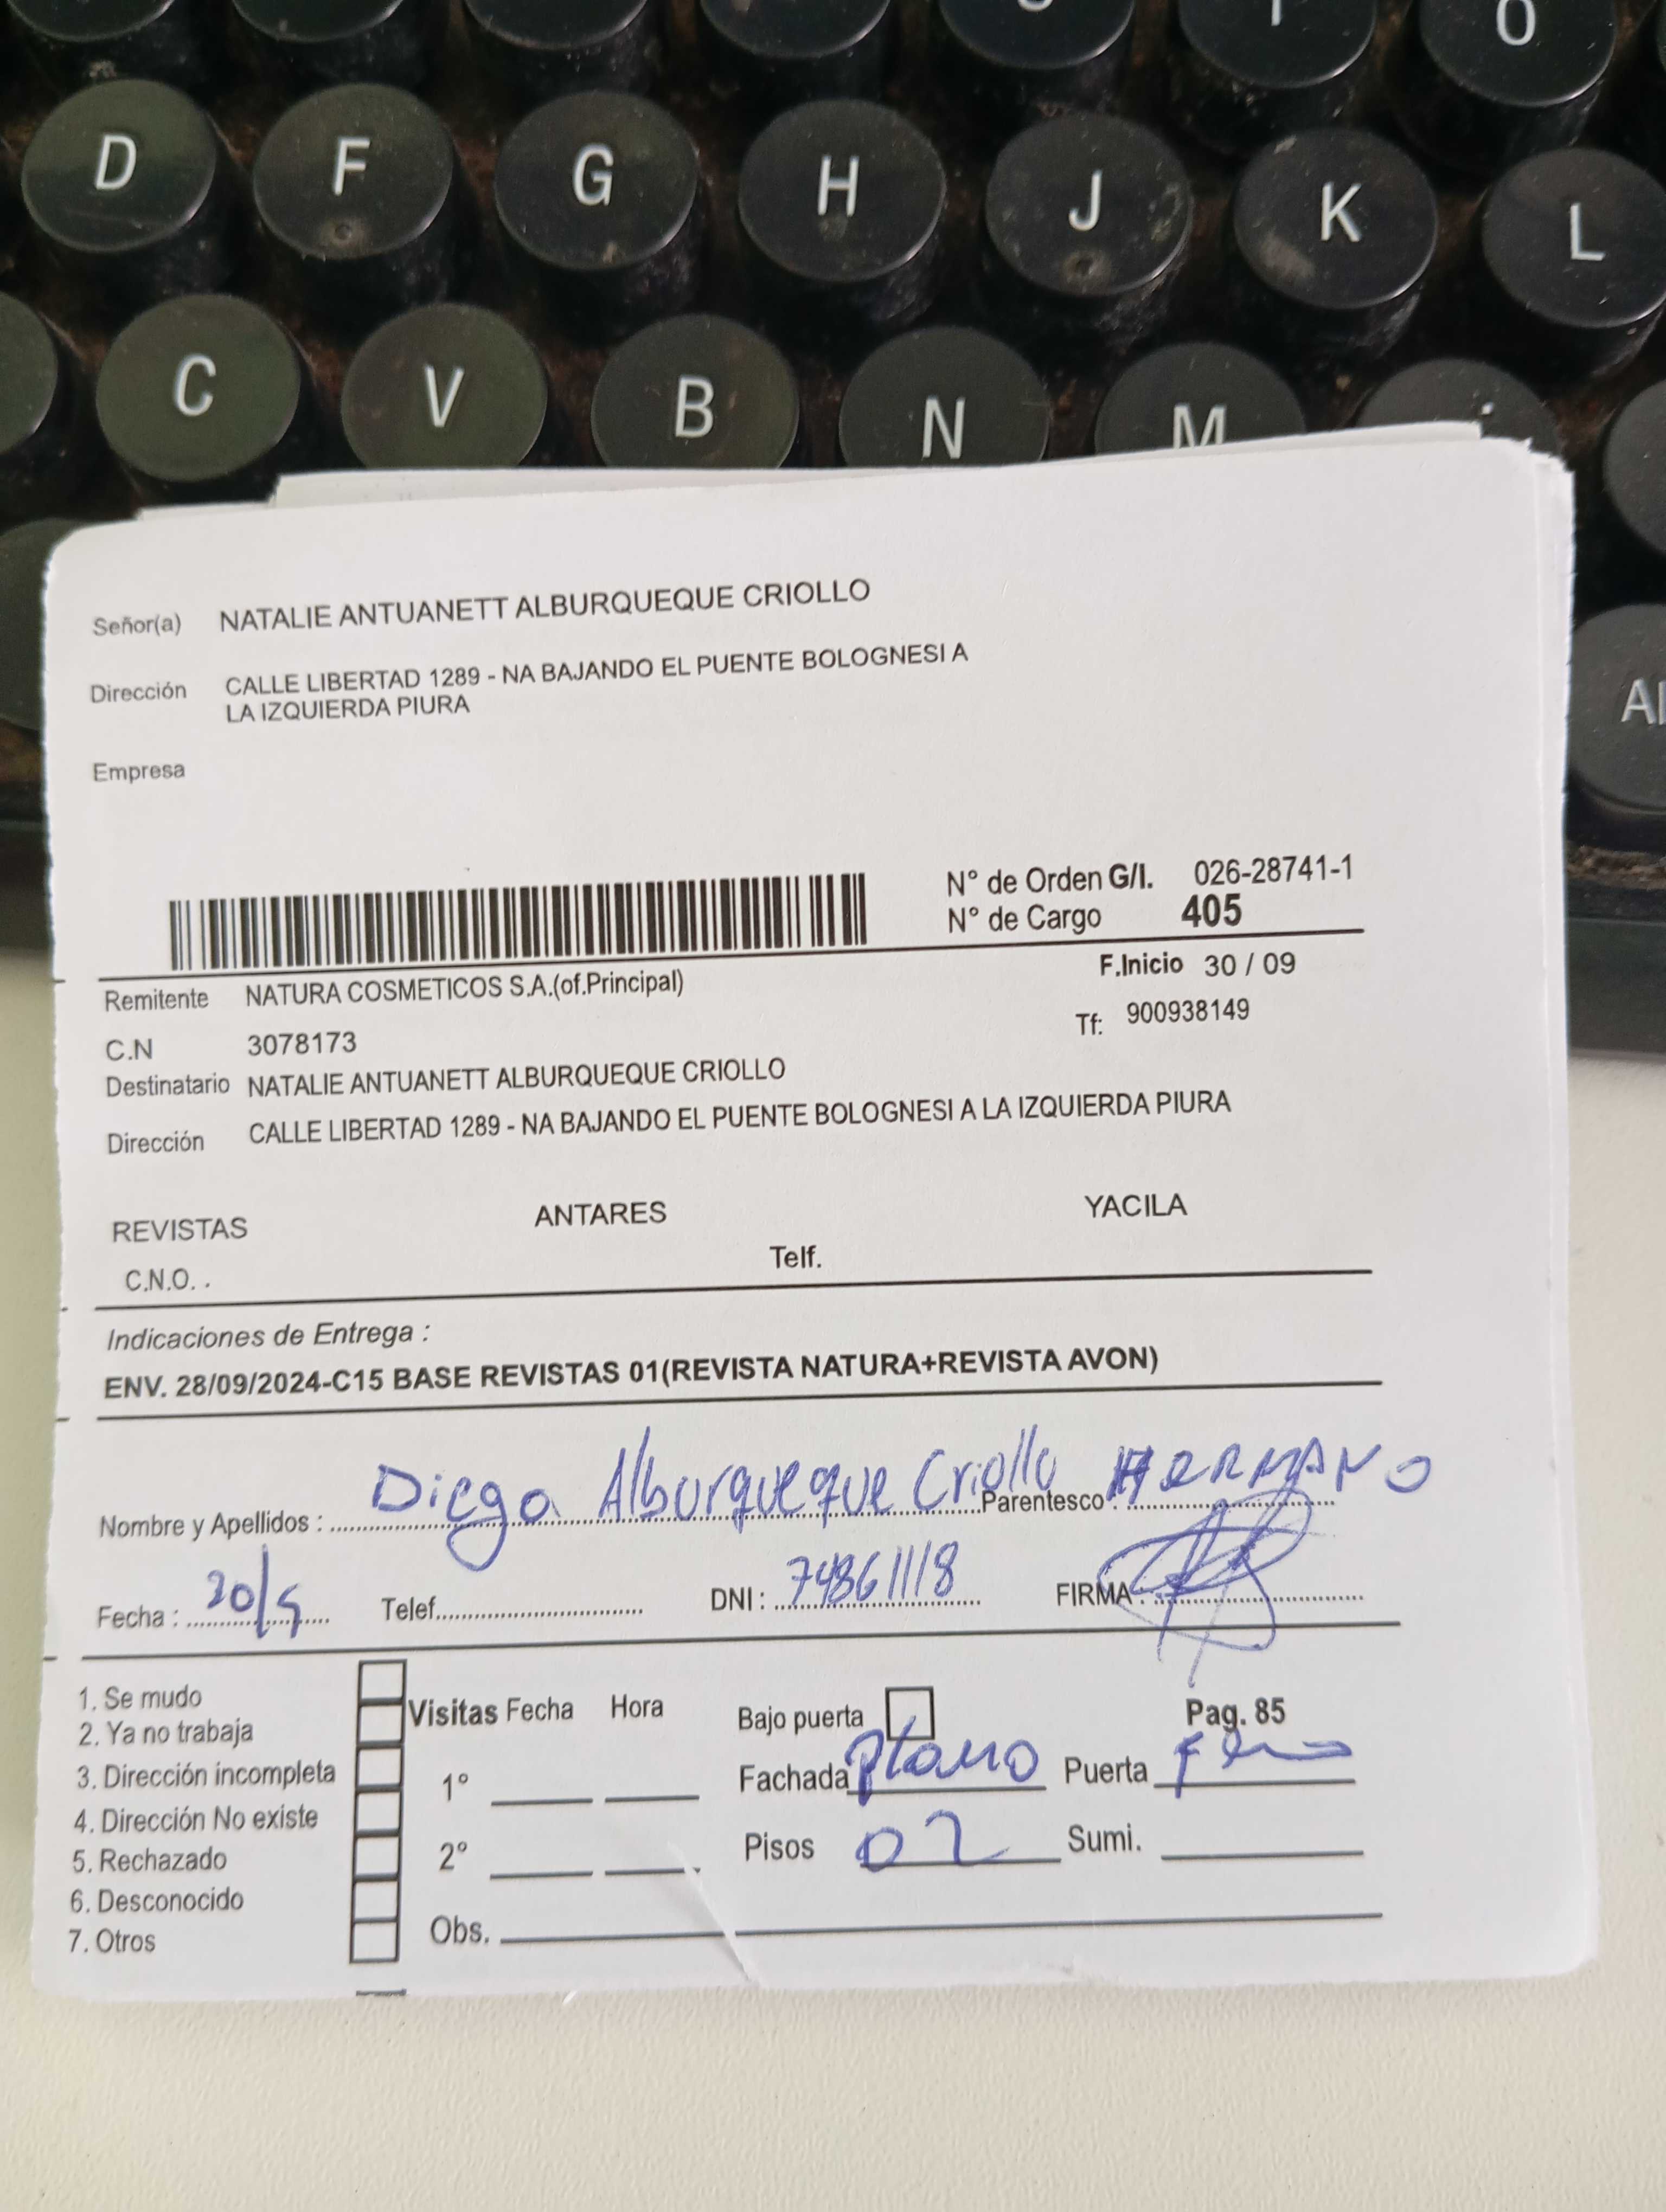 O
D F G H J K L
C V B N M
Señor(a) NATALIE ANTUANETT ALBURQUEQUE CRIOLLO
Dirección CALLE LIBERTAD 1289 - NA BAJANDO EL PUENTE BOLOGNESI A
LA IZQUIERDA PIURA
Empresa
N° de Orden G/I. 026-28741-1
N° de Cargo 405
F.Inicio 30 / 09
Remitente NATURA COSMETICOS S.A.(of.Principal)
Tf: 900938149
C.N 3078173
Destinatario NATALIE ANTUANETT ALBURQUEQUE CRIOLLO
Dirección CALLE LIBERTAD 1289 - NA BAJANDO EL PUENTE BOLOGNESI A LA IZQUIERDA PIURA
REVISTAS ANTARES YACILA
C.N.O. . Telf.
Indicaciones de Entrega :
ENV. 28/09/2024-C15 BASE REVISTAS 01(REVISTA NATURA+REVISTA AVON)
Nombre y Apellidos : Diego Alburqueque Criollo Parentesco : HERMANO
Fecha : Telef. DNI : 74861118 FIRMA :
1. Se mudo
2. Ya no trabaja
3. Dirección incompleta
4. Dirección No existe
5. Rechazado
6. Desconocido
7. Otros
Visitas Fecha Hora
1°
2°
Obs.
Bajo puerta Pag. 85
Fachada Puerta
Pisos 02 Sumi.